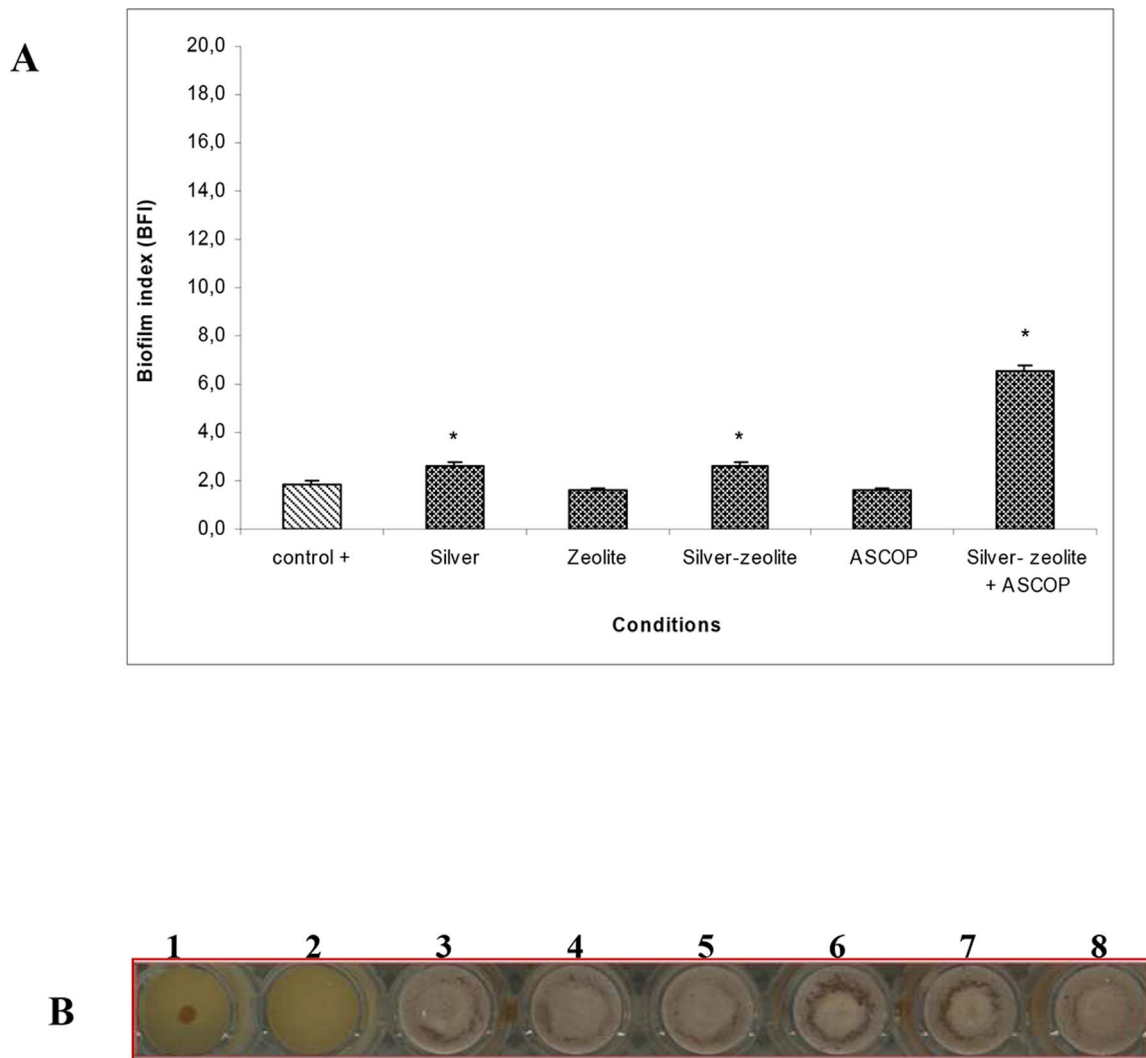 A
20,0
18,0
16,0
14,0
12,0
10,0
8,0
6,0
4,0
2,0
0,0
Biofilm index (BFI)
*
*
*
control +
Silver
Zeolite
Silver-zeolite
ASCOP
Silver- zeolite
+ ASCOP
Conditions
1 2 3 4 5 6 7 8
B